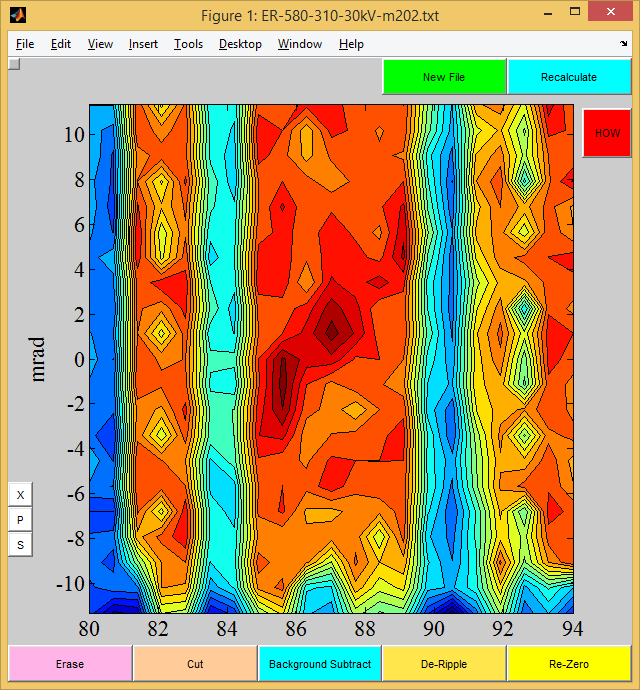 Figure 1: ER-580-310-30kV-m202.txt
File Edit View Insert Tools Desktop Window Help
New File Recalculate
HOW
10
8
6
4
2
0
-2
-4
-6
-8
-10
mrad
X
P
S
80 82 84 86 88 90 92 94
Erase Cut Background Subtract De-Ripple Re-Zero